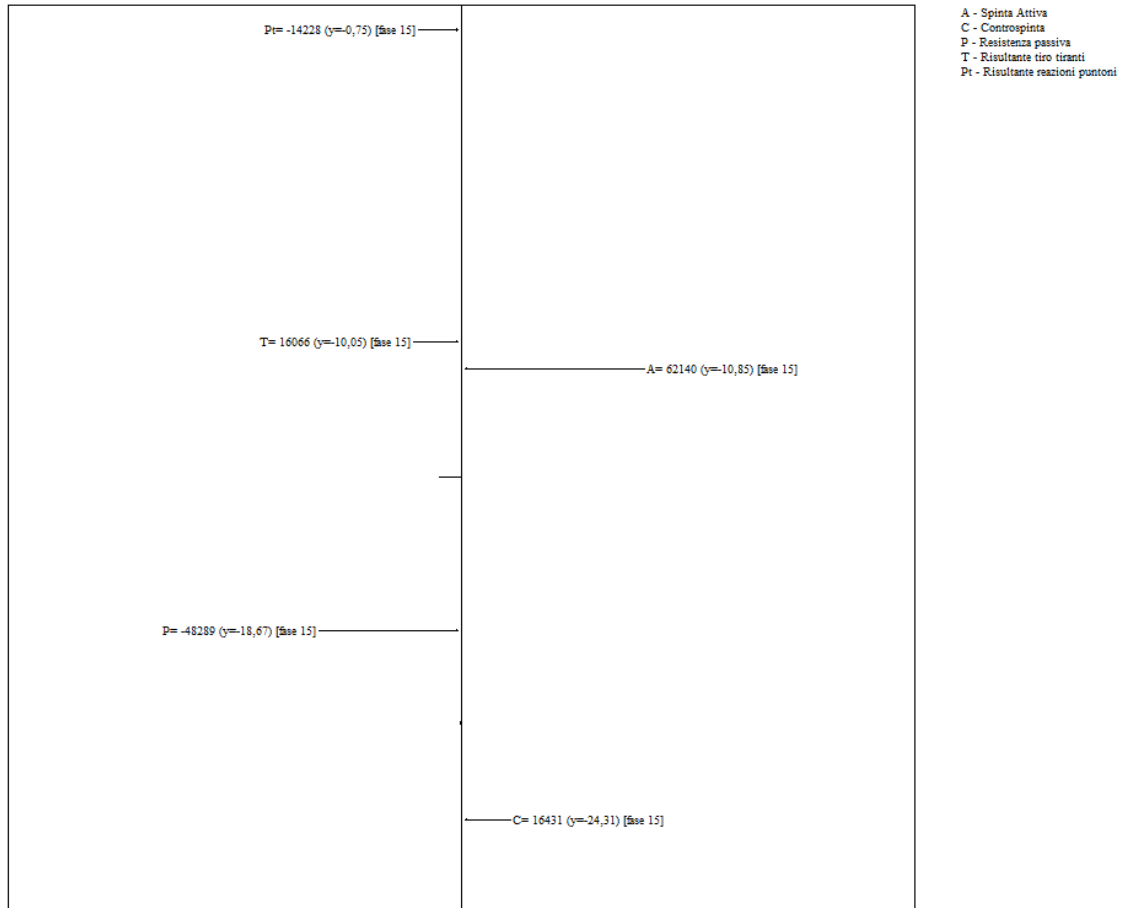 Pt= -14228 (y=-0,75) [fase 15]
A - Spinta Attiva
C - Controspinta
P - Resistenza passiva
T - Risultante tiro tiranti
Pt - Risultante reazioni puntoni
T= 16066 (y=-10,05) [fase 15]
A= 62140 (y=-10,85) [fase 15]
P= -48289 (y=-18,67) [fase 15]
C= 16431 (y=-24,31) [fase 15]